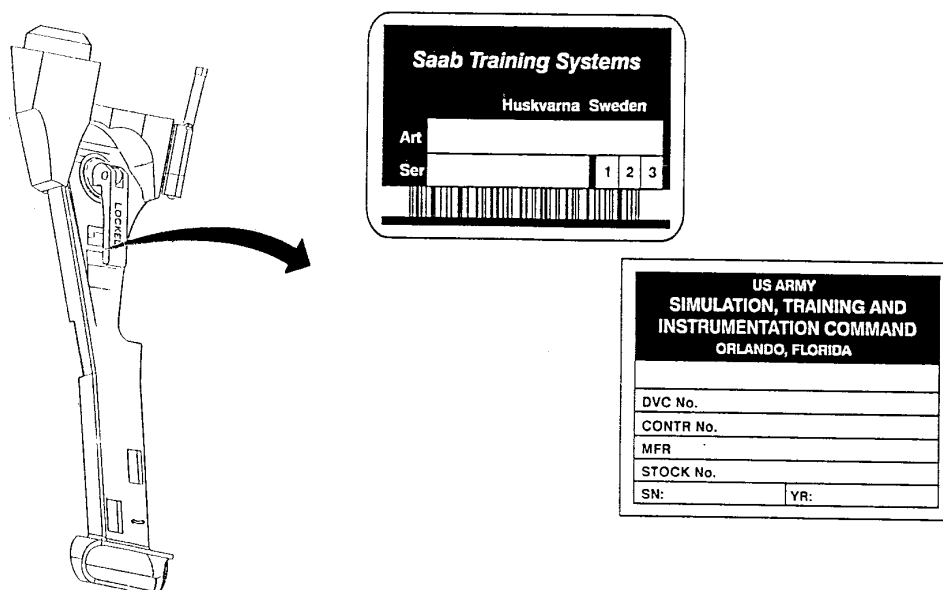 LOCKED
Saab Training Systems
Huskvarna Sweden
Art
Ser 1 2 3
US ARMY
SIMULATION, TRAINING AND
INSTRUMENTATION COMMAND
ORLANDO, FLORIDA
DVC No.
CONTR No.
MFR
STOCK No.
SN: YR: